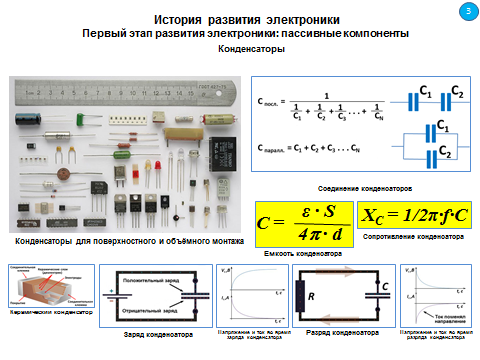 3
История развития электроники
Первый этап развития электроники: пассивные компоненты
Конденсаторы
C посл. = 1 / (1/C1 + 1/C2 + 1/C3 . . . + 1/CN)
C1 C2
C паралл. = C1 + C2 + C3 . . . CN
C1
C2
Соединение конденсаторов
Конденсаторы для поверхностного и объёмного монтажа
C = ε · S / 4π · d
Емкость конденсатора
XC = 1/2π·f·C
Сопротивление конденсатора
Керамический конденсатор
Положительный заряд
Отрицательный заряд
Заряд конденсатора
t, c
t, c
Напряжение и ток во время
заряда конденсатора
R
C
Разряд конденсатора
t, c
t, c
Ток поменял
направление
Напряжение и ток во время
разряда конденсатора